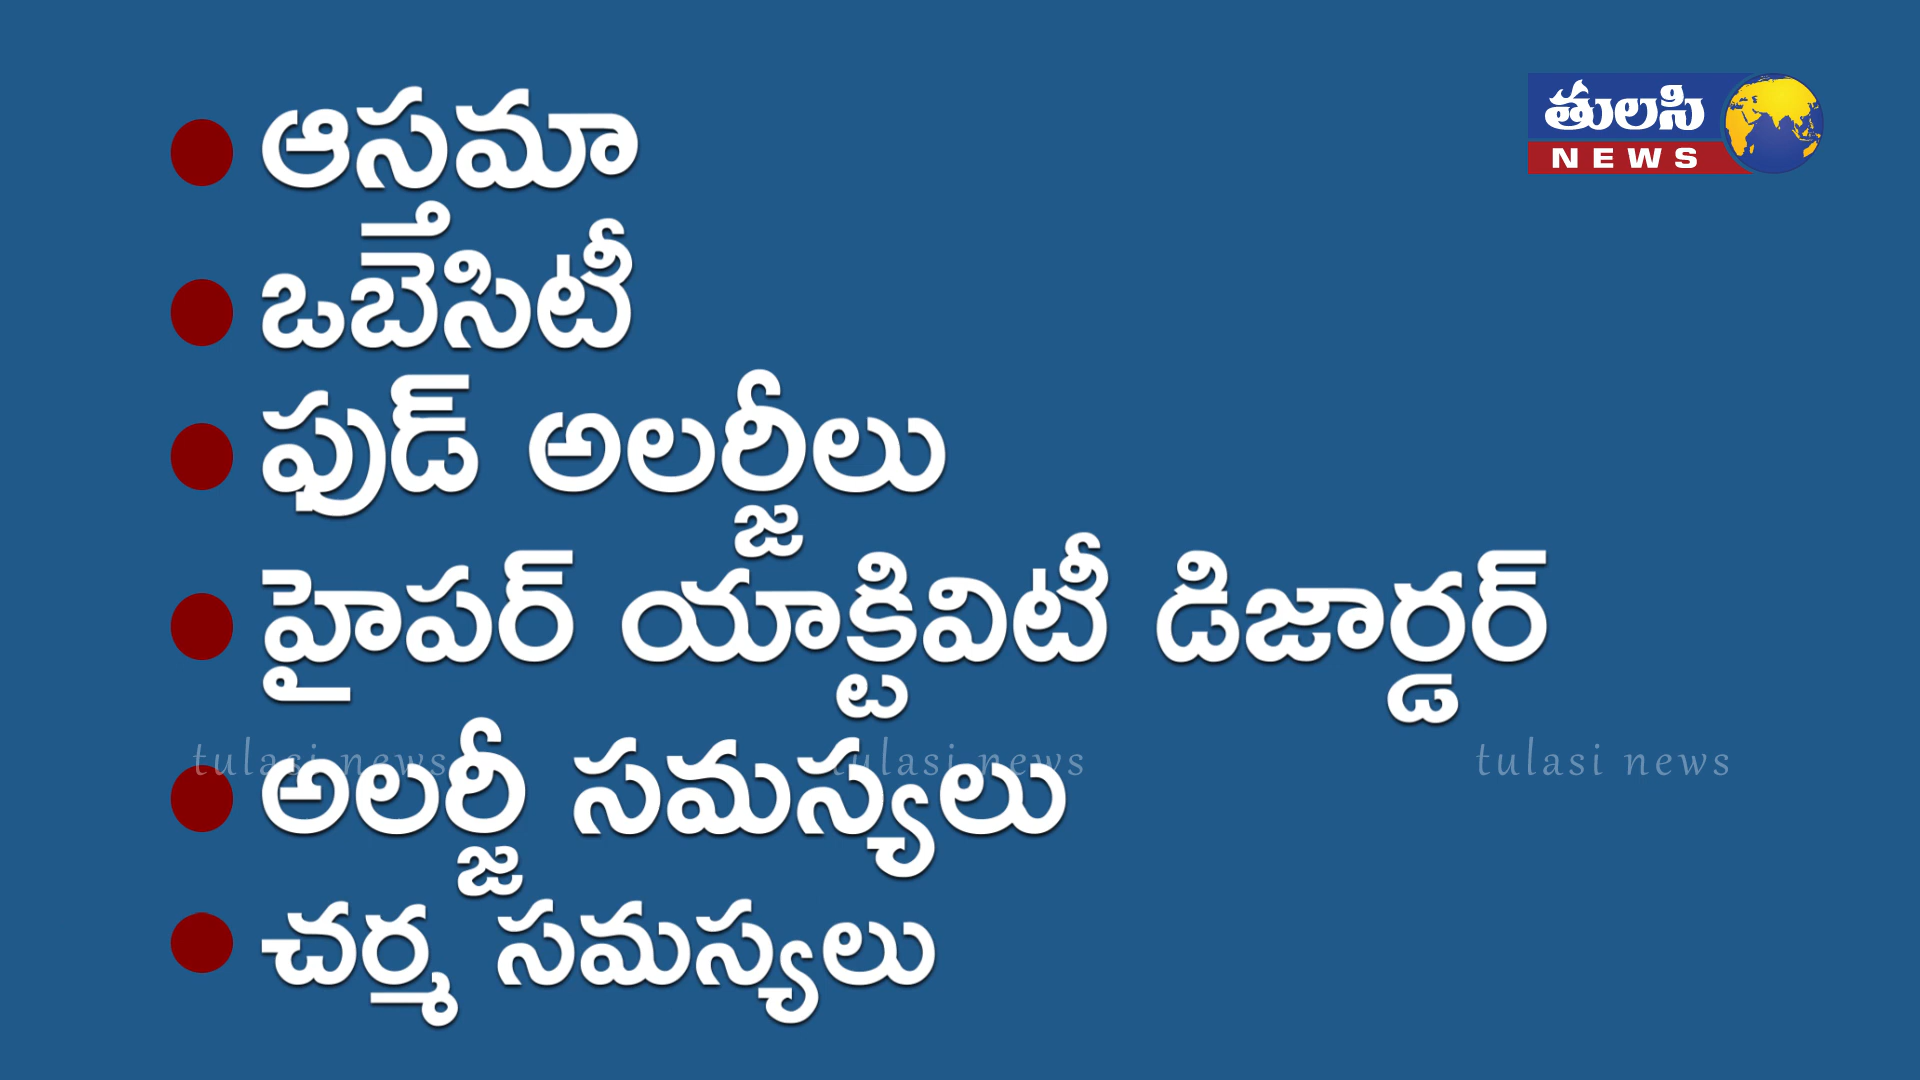 తులసి
NEWS
ఆస్తమా
ఒబెసిటీ
ఫుడ్ అలర్జీలు
హైపర్ యాక్టివిటీ డిజార్డర్
tulasi news tulasi news tulasi news
అలర్జీ సమస్యలు
చర్మ సమస్యలు